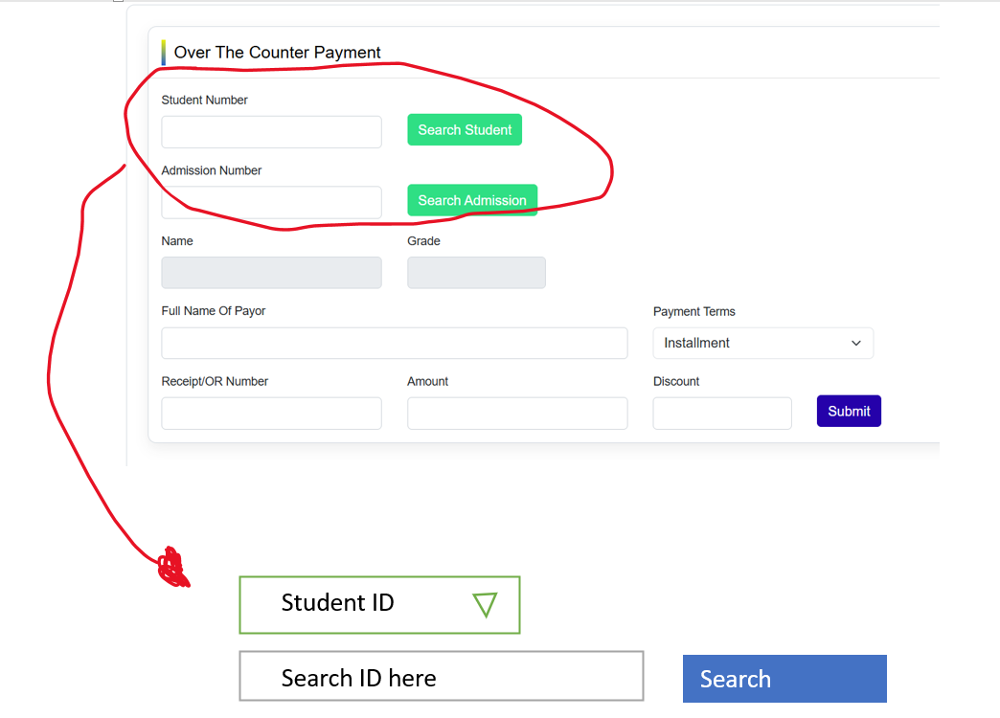 Over The Counter Payment
Student Number
Search Student
Admission Number
Search Admission
Name Grade
Full Name Of Payor Payment Terms
Installment
Receipt/OR Number Amount Discount
Submit
Student ID
Search ID here Search